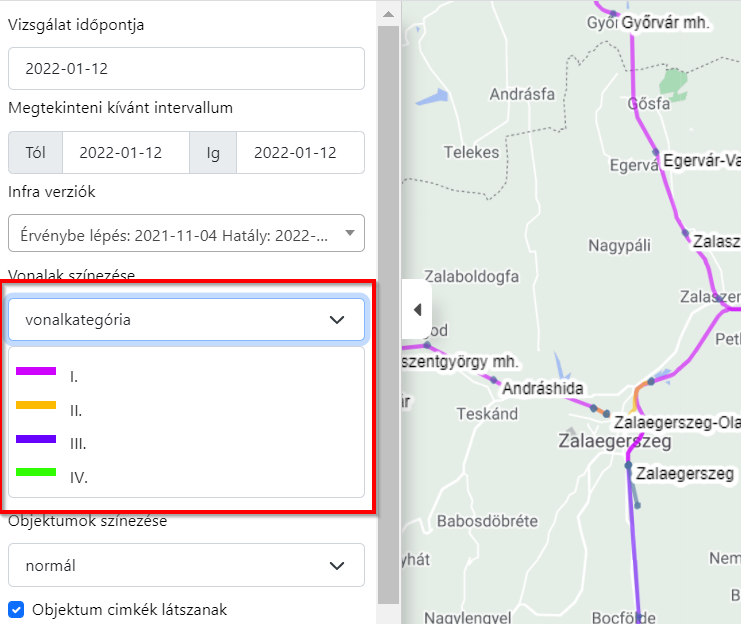 Vizsgálat időpontja
2022-01-12
Megtekinteni kívánt intervallum
Tól 2022-01-12 Ig 2022-01-12
Infra verziók
Érvénybe lépés: 2021-11-04 Hatály: 2022-...
Vonalak színezése
vonalkategória
I.
II.
III.
IV.
Objektumok színezése
normál
Objektum cimkék látszanak
Győrvár mh.
Andrásfa
Gősfa
Telekes
Egervár
Egervár-Va
Nagypáli
Zalasz
Zalaboldogfa
Zalaszen
od
Pet
szentgyörgy mh.
Andráshida
ir
Teskánd
Zalaegerszeg-Ola
Zalaegerszeg
Zalaegerszeg
Babosdöbréte
yhát
Nem
Nagylengyel
Bocfölde
B